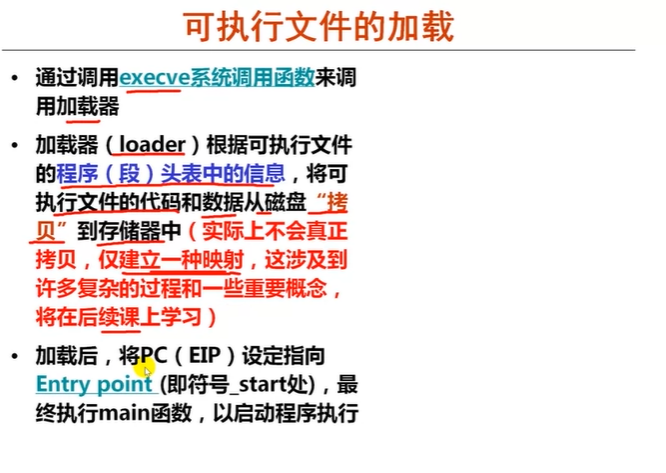 可执行文件的加载
• 通过调用execve系统调用函数来调
用加载器
• 加载器（loader）根据可执行文件
的程序（段）头表中的信息，将可
执行文件的代码和数据从磁盘“拷
贝”到存储器中（实际上不会真正
拷贝，仅建立一种映射，这涉及到
许多复杂的过程和一些重要概念，
将在后续课上学习）
• 加载后，将PC（EIP）设定指向
Entry point (即符号_start处)，最
终执行main函数，以启动程序执行